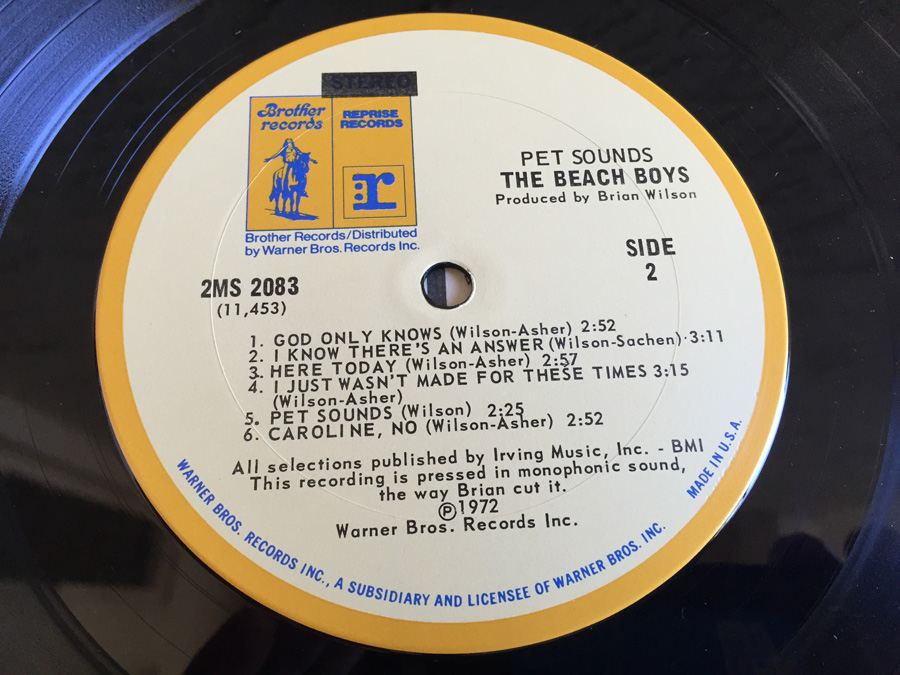 STEREO
Brother
records
REPRISE
RECORDS
r
Brother Records/Distributed
by Warner Bros. Records Inc.
PET SOUNDS
THE BEACH BOYS
Produced by Brian Wilson
SIDE
2
2MS 2083
(11,453)
1. GOD ONLY KNOWS (Wilson-Asher) 2:52
2. I KNOW THERE'S AN ANSWER (Wilson-Sachen)·3:11
3. HERE TODAY (Wilson-Asher) 2:57
4. I JUST WASN'T MADE FOR THESE TIMES 3:15
(Wilson-Asher)
5. PET SOUNDS (Wilson) 2:25
6. CAROLINE, NO (Wilson-Asher) 2:52
All selections published by Irving Music, Inc. - BMI
This recording is pressed in monophonic sound,
the way Brian cut it.
℗1972
Warner Bros. Records Inc.
WARNER BROS. RECORDS INC., A SUBSIDIARY AND LICENSEE OF WARNER BROS. INC.
MADE IN U.S.A.